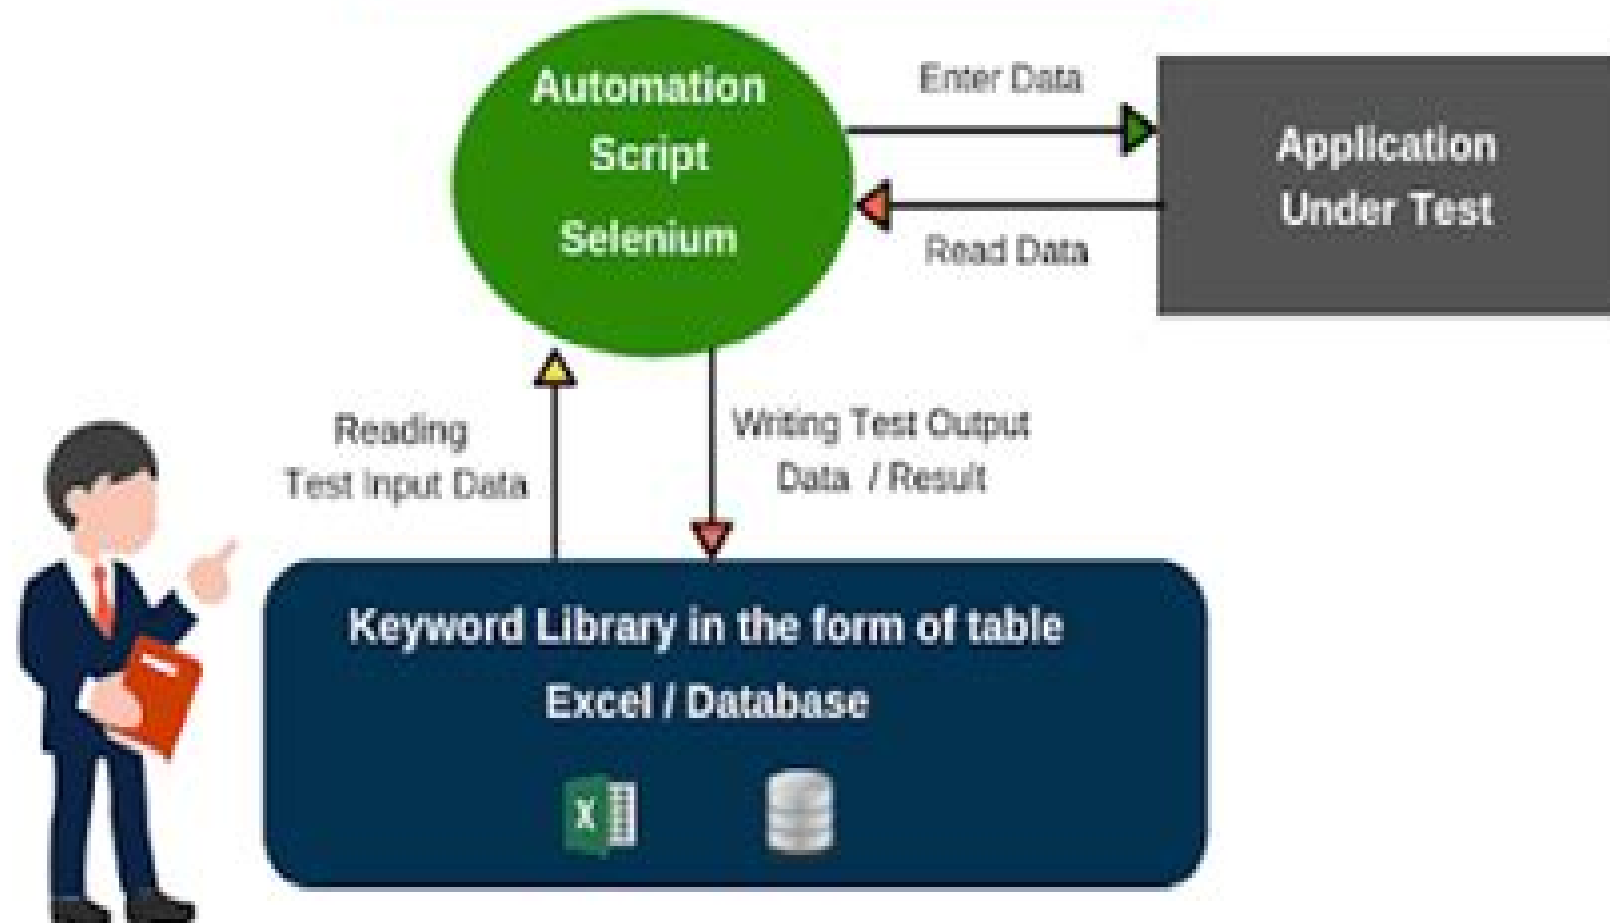 Automation
Script
Selenium
Enter Data
Read Data
Application
Under Test
Reading
Test Input Data
Writing Test Output
Data / Result
Keyword Library in the form of table
Excel / Database
X